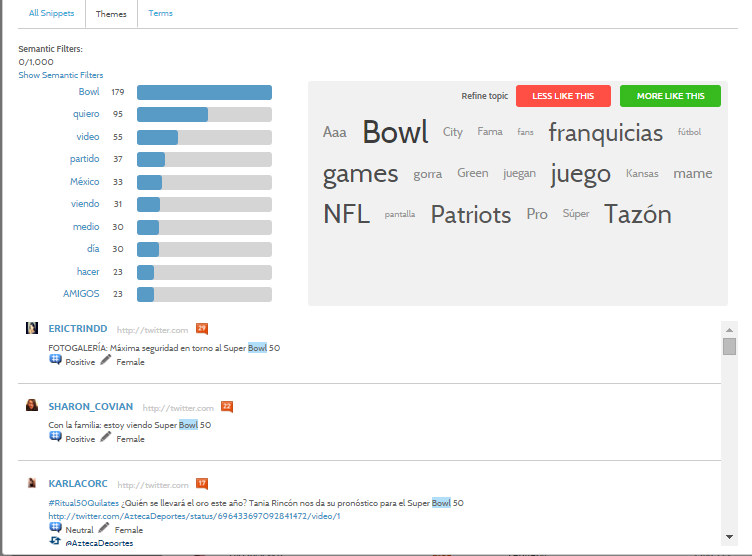 All Snippets Themes Terms
Semantic Filters:
0/1.000
Show Semantic Filters
Bowl 179
quiero 95
video 55
partido 37
México 33
viendo 31
medio 30
día 30
hacer 23
AMIGOS 23
Refine topic LESS LIKE THIS MORE LIKE THIS
Aaa Bowl City Fama fans franquicias fútbol
games gorra Green juegan juego Kansas mame
NFL pantalla Patriots Pro Súper Tazón
ERICTRINDD http://twitter.com 29
FOTOGALERÍA: Máxima seguridad en torno al Super Bowl 50
Positive Female
SHARON_COVIAN http://twitter.com 22
Con la familia: estoy viendo Super Bowl 50
Positive Female
KARLACORC http://twitter.com 17
#Ritual50Quilates ¿Quién se llevará el oro este año? Tania Rincón nos da su pronóstico para el Super Bowl 50
http://twitter.com/AztecaDeportes/status/696433697092841472/video/1
Neutral Female
@AztecaDeportes